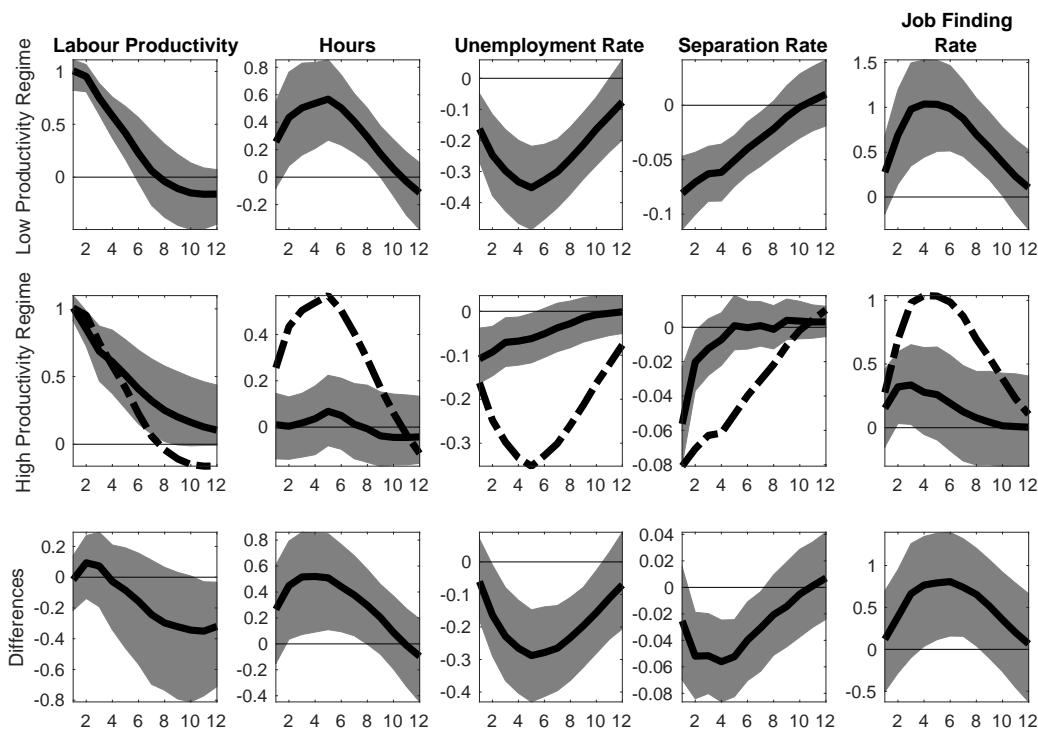 Labour Productivity
Hours
Unemployment Rate
Separation Rate
Job Finding
Rate
Low Productivity Regime
1
0.5
0
2 4 6 8 10 12
0.8
0.6
0.4
0.2
0
-0.2
2 4 6 8 10 12
0
-0.1
-0.2
-0.3
-0.4
2 4 6 8 10 12
0
-0.05
-0.1
2 4 6 8 10 12
1.5
1
0.5
0
2 4 6 8 10 12
High Productivity Regime
1
0.5
0
2 4 6 8 10 12
0.4
0.2
0
2 4 6 8 10 12
0
-0.1
-0.2
-0.3
2 4 6 8 10 12
0
-0.02
-0.04
-0.06
-0.08
2 4 6 8 10 12
1
0.5
0
2 4 6 8 10 12
Differences
0.2
0
-0.2
-0.4
-0.6
-0.8
2 4 6 8 10 12
0.8
0.6
0.4
0.2
0
-0.2
-0.4
2 4 6 8 10 12
0
-0.1
-0.2
-0.3
-0.4
2 4 6 8 10 12
0.04
0.02
0
-0.02
-0.04
-0.06
-0.08
2 4 6 8 10 12
1
0.5
0
-0.5
2 4 6 8 10 12